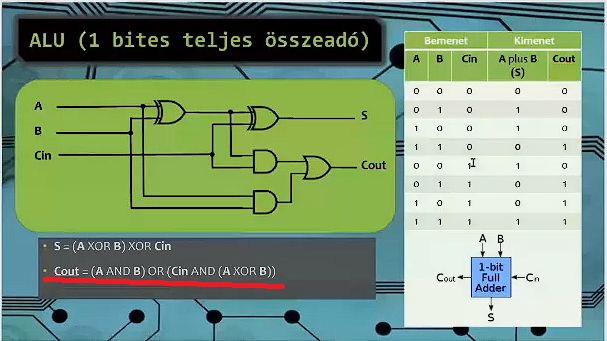 ALU (1 bites teljes összeadó)
A
B
Cin
S
Cout
• S = (A XOR B) XOR Cin
• Cout = (A AND B) OR (Cin AND (A XOR B))
Bemenet Kimenet
A B Cin A plus B (S) Cout
0 0 0 0 0
0 1 0 1 0
1 0 0 1 0
1 1 0 0 1
0 0 1 1 0
0 1 1 0 1
1 0 1 0 1
1 1 1 1 1
A B
Cout 1-bit Full Adder Cin
S